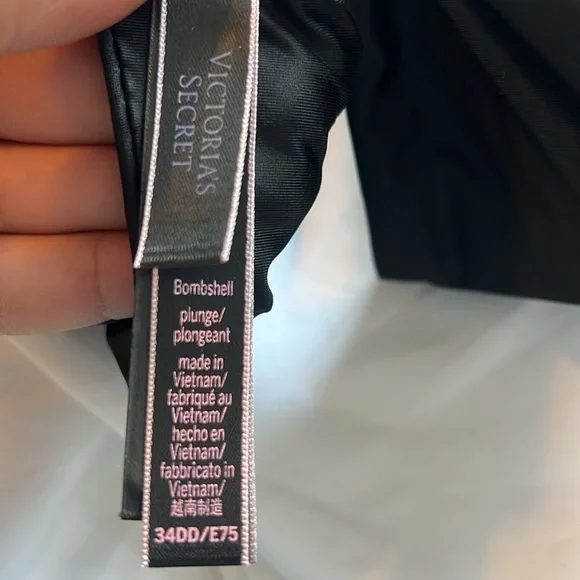 VICTORIA'S
SECRET
Bombshell
plunge/
plongeant
made in
Vietnam/
fabriqué au
Vietnam/
hecho en
Vietnam/
fabbricato in
Vietnam/
越南制造
34DD/E75